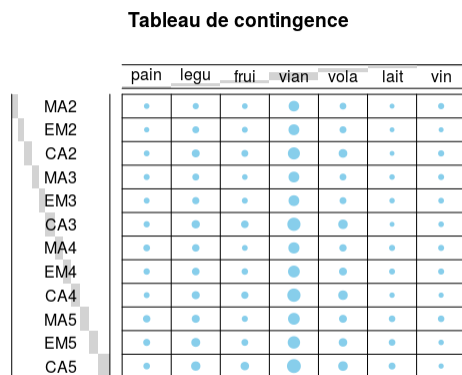 Tableau de contingence
pain legu frui vian vola lait vin
MA2
EM2
CA2
MA3
EM3
CA3
MA4
EM4
CA4
MA5
EM5
CA5